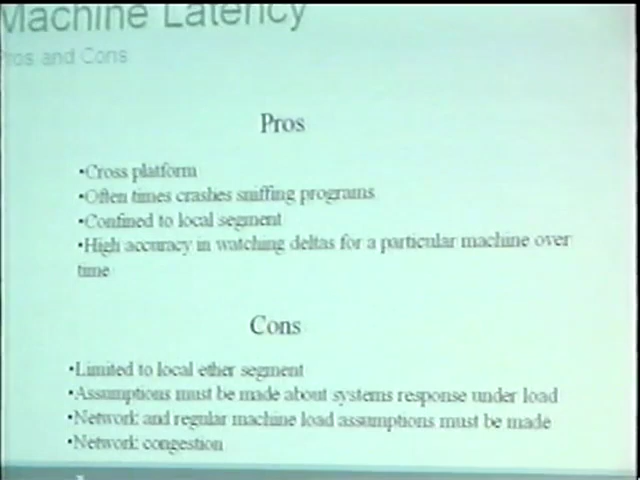 Machine Latency
Pros and Cons
Pros
•Cross platform
•Often times crashes sniffing programs
•Confined to local segment
•High accuracy in watching deltas for a particular machine over
time
Cons
•Limited to local ether segment
•Assumptions must be made about systems response under load
•Network and regular machine load assumptions must be made
•Network congestion